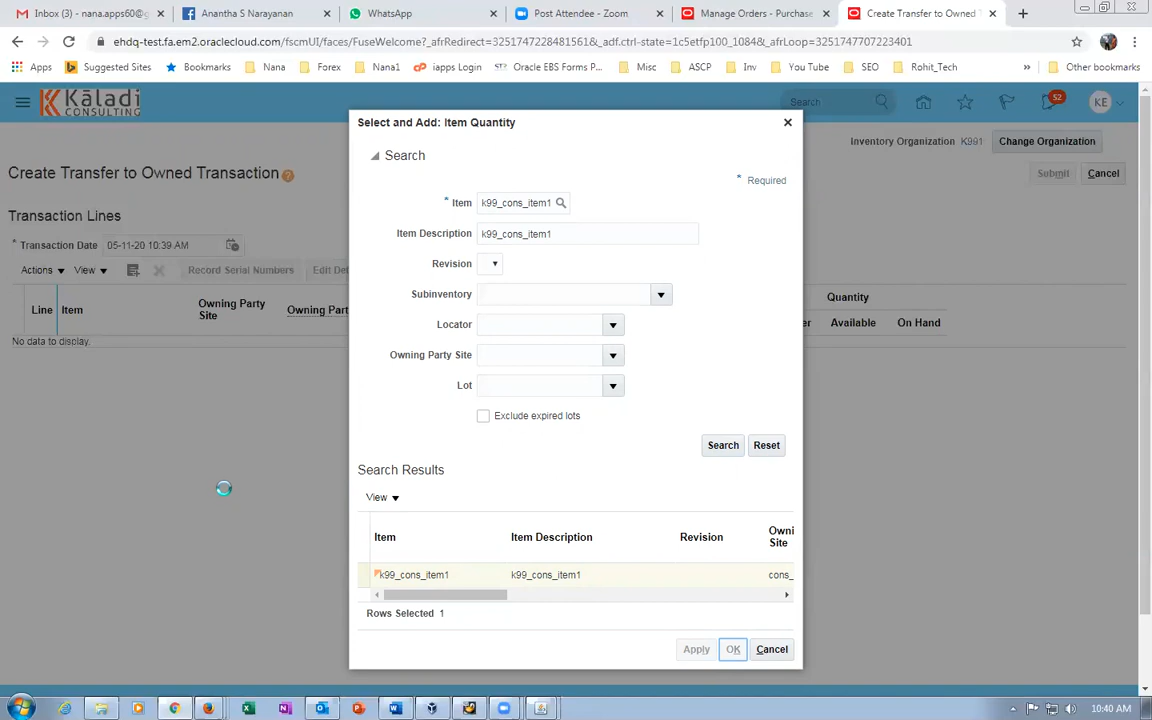 Inbox (3) - nana.apps60@g
Anantha S Narayanan
WhatsApp
Post Attendee - Zoom
Manage Orders - Purchase
Create Transfer to Owned T
ehdq-test.fa.em2.oraclecloud.com/fscmUI/faces/FuseWelcome?_afrRedirect=3251747228481561&_adf.ctrl-state=1c5etfp100_1084&_afrLoop=3251747707223401
Apps
Suggested Sites
Bookmarks
Nana
Forex
Nana1
iapps Login
Oracle EBS Forms P...
Misc
ASCP
Inv
You Tube
SEO
Rohit_Tech
»
Other bookmarks
Kāladi
CONSULTING
Search
52
KE
Inventory Organization K991
Change Organization
Create Transfer to Owned Transaction
Submit
Cancel
Transaction Lines
* Transaction Date 05-11-20 10:39 AM
Actions
View
Record Serial Numbers
Edit Det
Line
Item
Owning Party Site
Owning Part
Quantity
er
Available
On Hand
No data to display.
Select and Add: Item Quantity
Search
* Required
* Item k99_cons_item1
Item Description k99_cons_item1
Revision
Subinventory
Locator
Owning Party Site
Lot
Exclude expired lots
Search
Reset
Search Results
View
Item
Item Description
Revision
Owni
Site
k99_cons_item1
k99_cons_item1
cons_
Rows Selected 1
Apply
OK
Cancel
10:40 AM